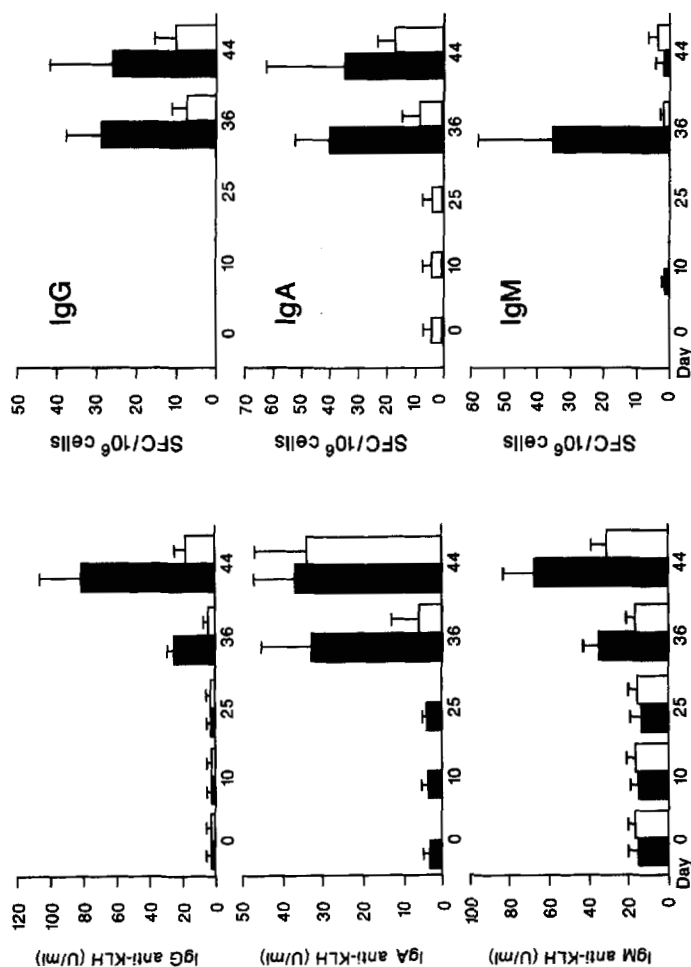 IgG anti-KLH (U/ml)
120
100
80
60
40
20
0
0 10 25 36 44
IgA anti-KLH (U/ml)
50
40
30
20
10
0
0 10 25 36 44
IgM anti-KLH (U/ml)
100
80
60
40
20
0
Day 0 10 25 36 44
IgG
SFC/10⁶ cells
50
40
30
20
10
0
0 10 25 36 44
IgA
SFC/10⁶ cells
70
60
50
40
30
20
10
0
0 10 25 36 44
IgM
SFC/10⁶ cells
60
50
40
30
20
10
0
Day 0 10 25 36 44